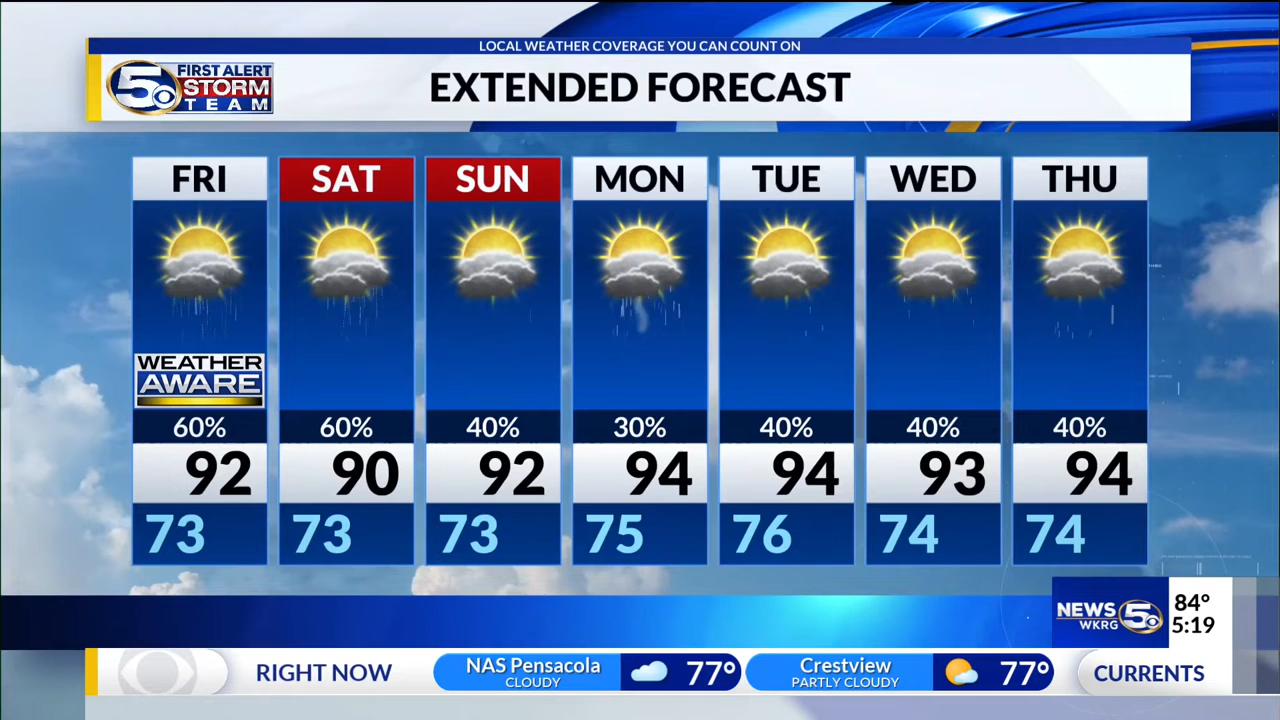 LOCAL WEATHER COVERAGE YOU CAN COUNT ON
5 FIRST ALERT
STORM
TEAM
EXTENDED FORECAST
FRI SAT SUN MON TUE WED THU
WEATHER
AWARE
60% 60% 40% 30% 40% 40% 40%
92 90 92 94 94 93 94
73 73 73 75 76 74 74
NEWS 5
WKRG
84°
5:19
RIGHT NOW
NAS Pensacola
CLOUDY
77°
Crestview
PARTLY CLOUDY
77°
CURRENTS